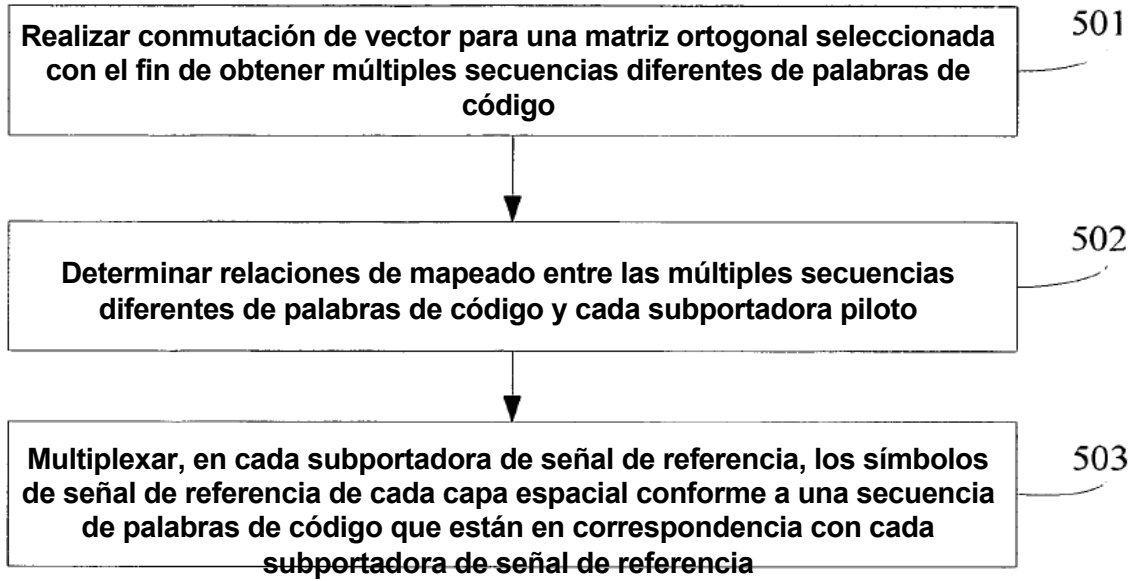 501
Realizar conmutación de vector para una matriz ortogonal seleccionada
con el fin de obtener múltiples secuencias diferentes de palabras de
código
502
Determinar relaciones de mapeado entre las múltiples secuencias
diferentes de palabras de código y cada subportadora piloto
503
Multiplexar, en cada subportadora de señal de referencia, los símbolos
de señal de referencia de cada capa espacial conforme a una secuencia
de palabras de código que están en correspondencia con cada
subportadora de señal de referencia